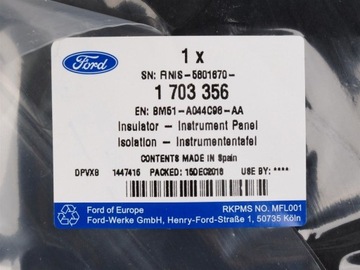 Ford
1 x
SN: FINIS-5801670-
1 703 356
EN: BM51-A044C98-AA
Insulator - Instrument Panel
Isolation - Instrumententafel
CONTENTS MADE IN Spain
DPVX9 1447416 PACKED: 15DEC2016 USE BY: ****
Ford of Europe RKPMS NO. MFL001
Ford-Werke GmbH, Henry-Ford-Straße 1, 50735 Köln